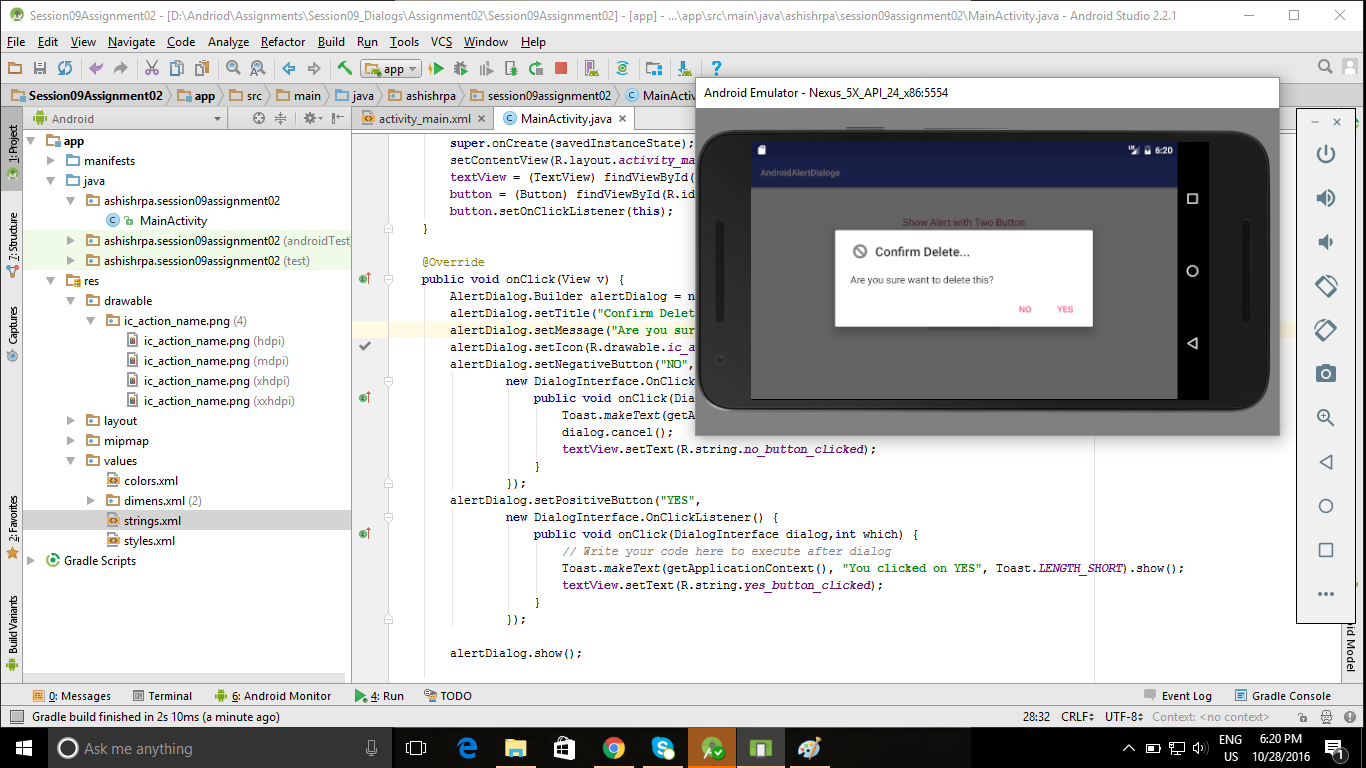 Session09Assignment02 - [D:\Andriod\Assignments\Session09_Dialogs\Assignment02\Session09Assignment02] - [app] - ...\app\src\main\java\ashishrpa\session09assignment02\MainActivity.java - Android Studio 2.2.1
File Edit View Navigate Code Analyze Refactor Build Run Tools VCS Window Help
app
Session09Assignment02 app src main java ashishrpa session09assignment02 MainActiv
Android
activity_main.xml MainActivity.java
1: Project
7: Structure
Captures
2: Favorites
Build Variants
app
manifests
java
ashishrpa.session09assignment02
MainActivity
ashishrpa.session09assignment02 (androidTest
ashishrpa.session09assignment02 (test)
res
drawable
ic_action_name.png (4)
ic_action_name.png (hdpi)
ic_action_name.png (mdpi)
ic_action_name.png (xhdpi)
ic_action_name.png (xxhdpi)
layout
mipmap
values
colors.xml
dimens.xml (2)
strings.xml
styles.xml
Gradle Scripts
super.onCreate(savedInstanceState);
setContentView(R.layout.activity_ma
textView = (TextView) findViewById(
button = (Button) findViewById(R.id
button.setOnClickListener(this);
}
@Override
public void onClick(View v) {
AlertDialog.Builder alertDialog = n
alertDialog.setTitle("Confirm Delet
alertDialog.setMessage("Are you sur
alertDialog.setIcon(R.drawable.ic_a
alertDialog.setNegativeButton("NO",
new DialogInterface.OnClick
public void onClick(Dia
Toast.makeText(getA
dialog.cancel();
textView.setText(R.string.no_button_clicked);
}
});
alertDialog.setPositiveButton("YES",
new DialogInterface.OnClickListener() {
public void onClick(DialogInterface dialog,int which) {
// Write your code here to execute after dialog
Toast.makeText(getApplicationContext(), "You clicked on YES", Toast.LENGTH_SHORT).show();
textView.setText(R.string.yes_button_clicked);
}
});
alertDialog.show();
Android Emulator - Nexus_5X_API_24_x86:5554
6:20
AndroidAlertDialoge
Show Alert with Two Button
Confirm Delete...
Are you sure want to delete this?
NO YES
oid Model
0: Messages Terminal 6: Android Monitor 4: Run TODO Event Log Gradle Console
Gradle build finished in 2s 10ms (a minute ago) 28:32 CRLF UTF-8 Context: <no context>
Ask me anything
ENG
US
6:20 PM
10/28/2016
1